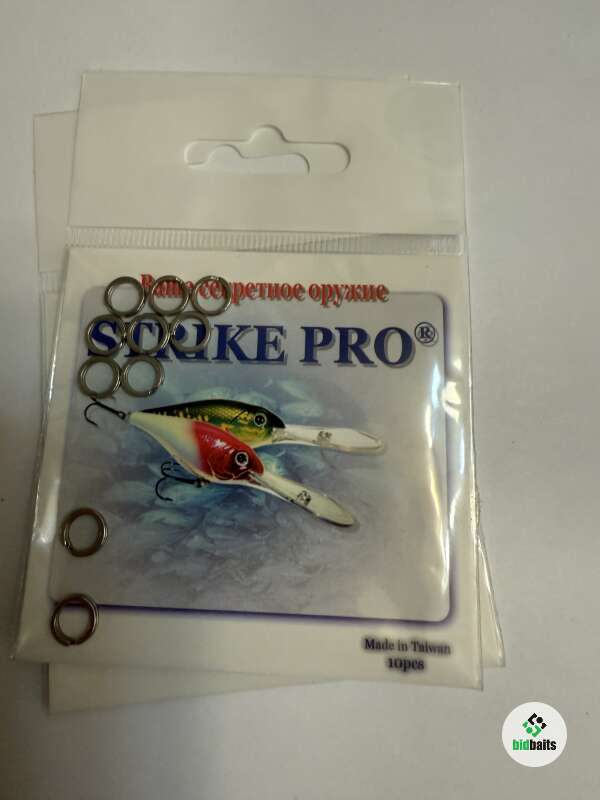 Ваше секретное оружие
STRIKE PRO®
Made in Taiwan
10pcs
bidbaits